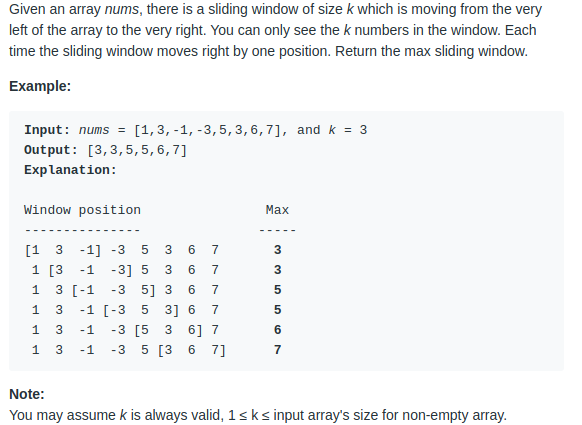 Given an array nums, there is a sliding window of size k which is moving from the very
left of the array to the very right. You can only see the k numbers in the window. Each
time the sliding window moves right by one position. Return the max sliding window.
Example:
Input: nums = [1,3,-1,-3,5,3,6,7], and k = 3
Output: [3,3,5,5,6,7]
Explanation:
Window position                Max
---------------               -----
[1  3  -1] -3  5  3  6  7       3
 1 [3  -1  -3] 5  3  6  7       3
 1  3 [-1  -3  5] 3  6  7       5
 1  3  -1 [-3  5  3] 6  7       5
 1  3  -1  -3 [5  3  6] 7       6
 1  3  -1  -3  5 [3  6  7]      7
Note:
You may assume k is always valid, 1 ≤ k ≤ input array's size for non-empty array.